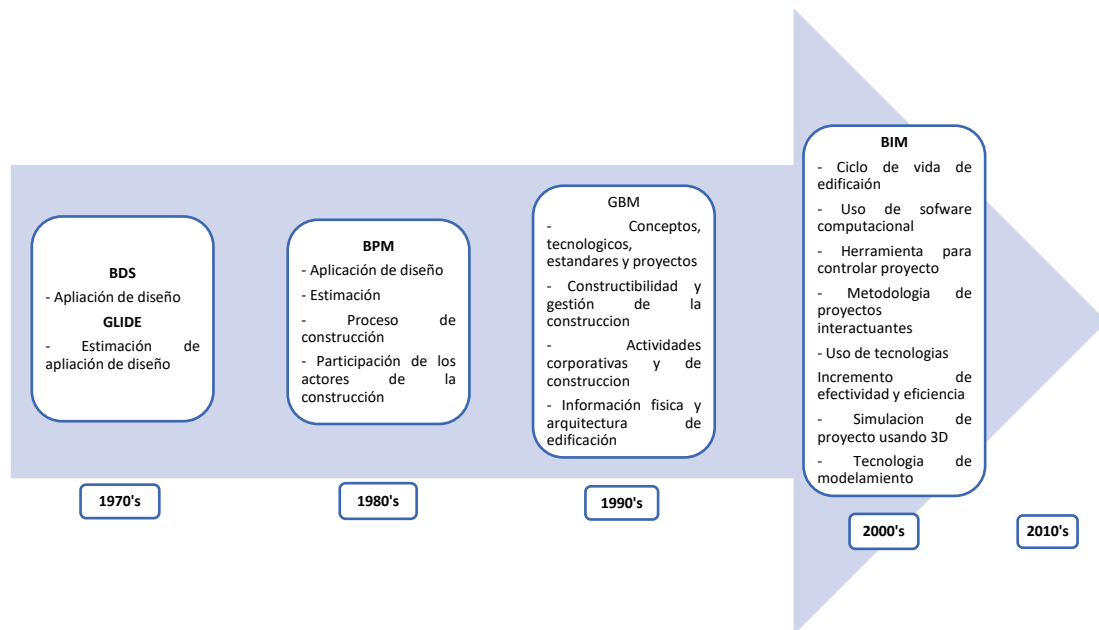 BDS
- Apliación de diseño
GLIDE
- Estimación de
apliación de diseño
BPM
- Aplicación de diseño
- Estimación
- Proceso de
construcción
- Participación de los
actores de la
construcción
GBM
- Conceptos,
tecnologicos,
estandares y proyectos
- Constructibilidad y
gestión de la
construccion
- Actividades
corporativas y de
construccion
- Información fisica y
arquitectura de
edificación
BIM
- Ciclo de vida de
edificaión
- Uso de sofware
computacional
- Herramienta para
controlar proyecto
- Metodologia de
proyectos
interactuantes
- Uso de tecnologias
Incremento de
efectividad y eficiencia
- Simulacion de
proyecto usando 3D
- Tecnologia de
modelamiento
1970's
1980's
1990's
2000's
2010's